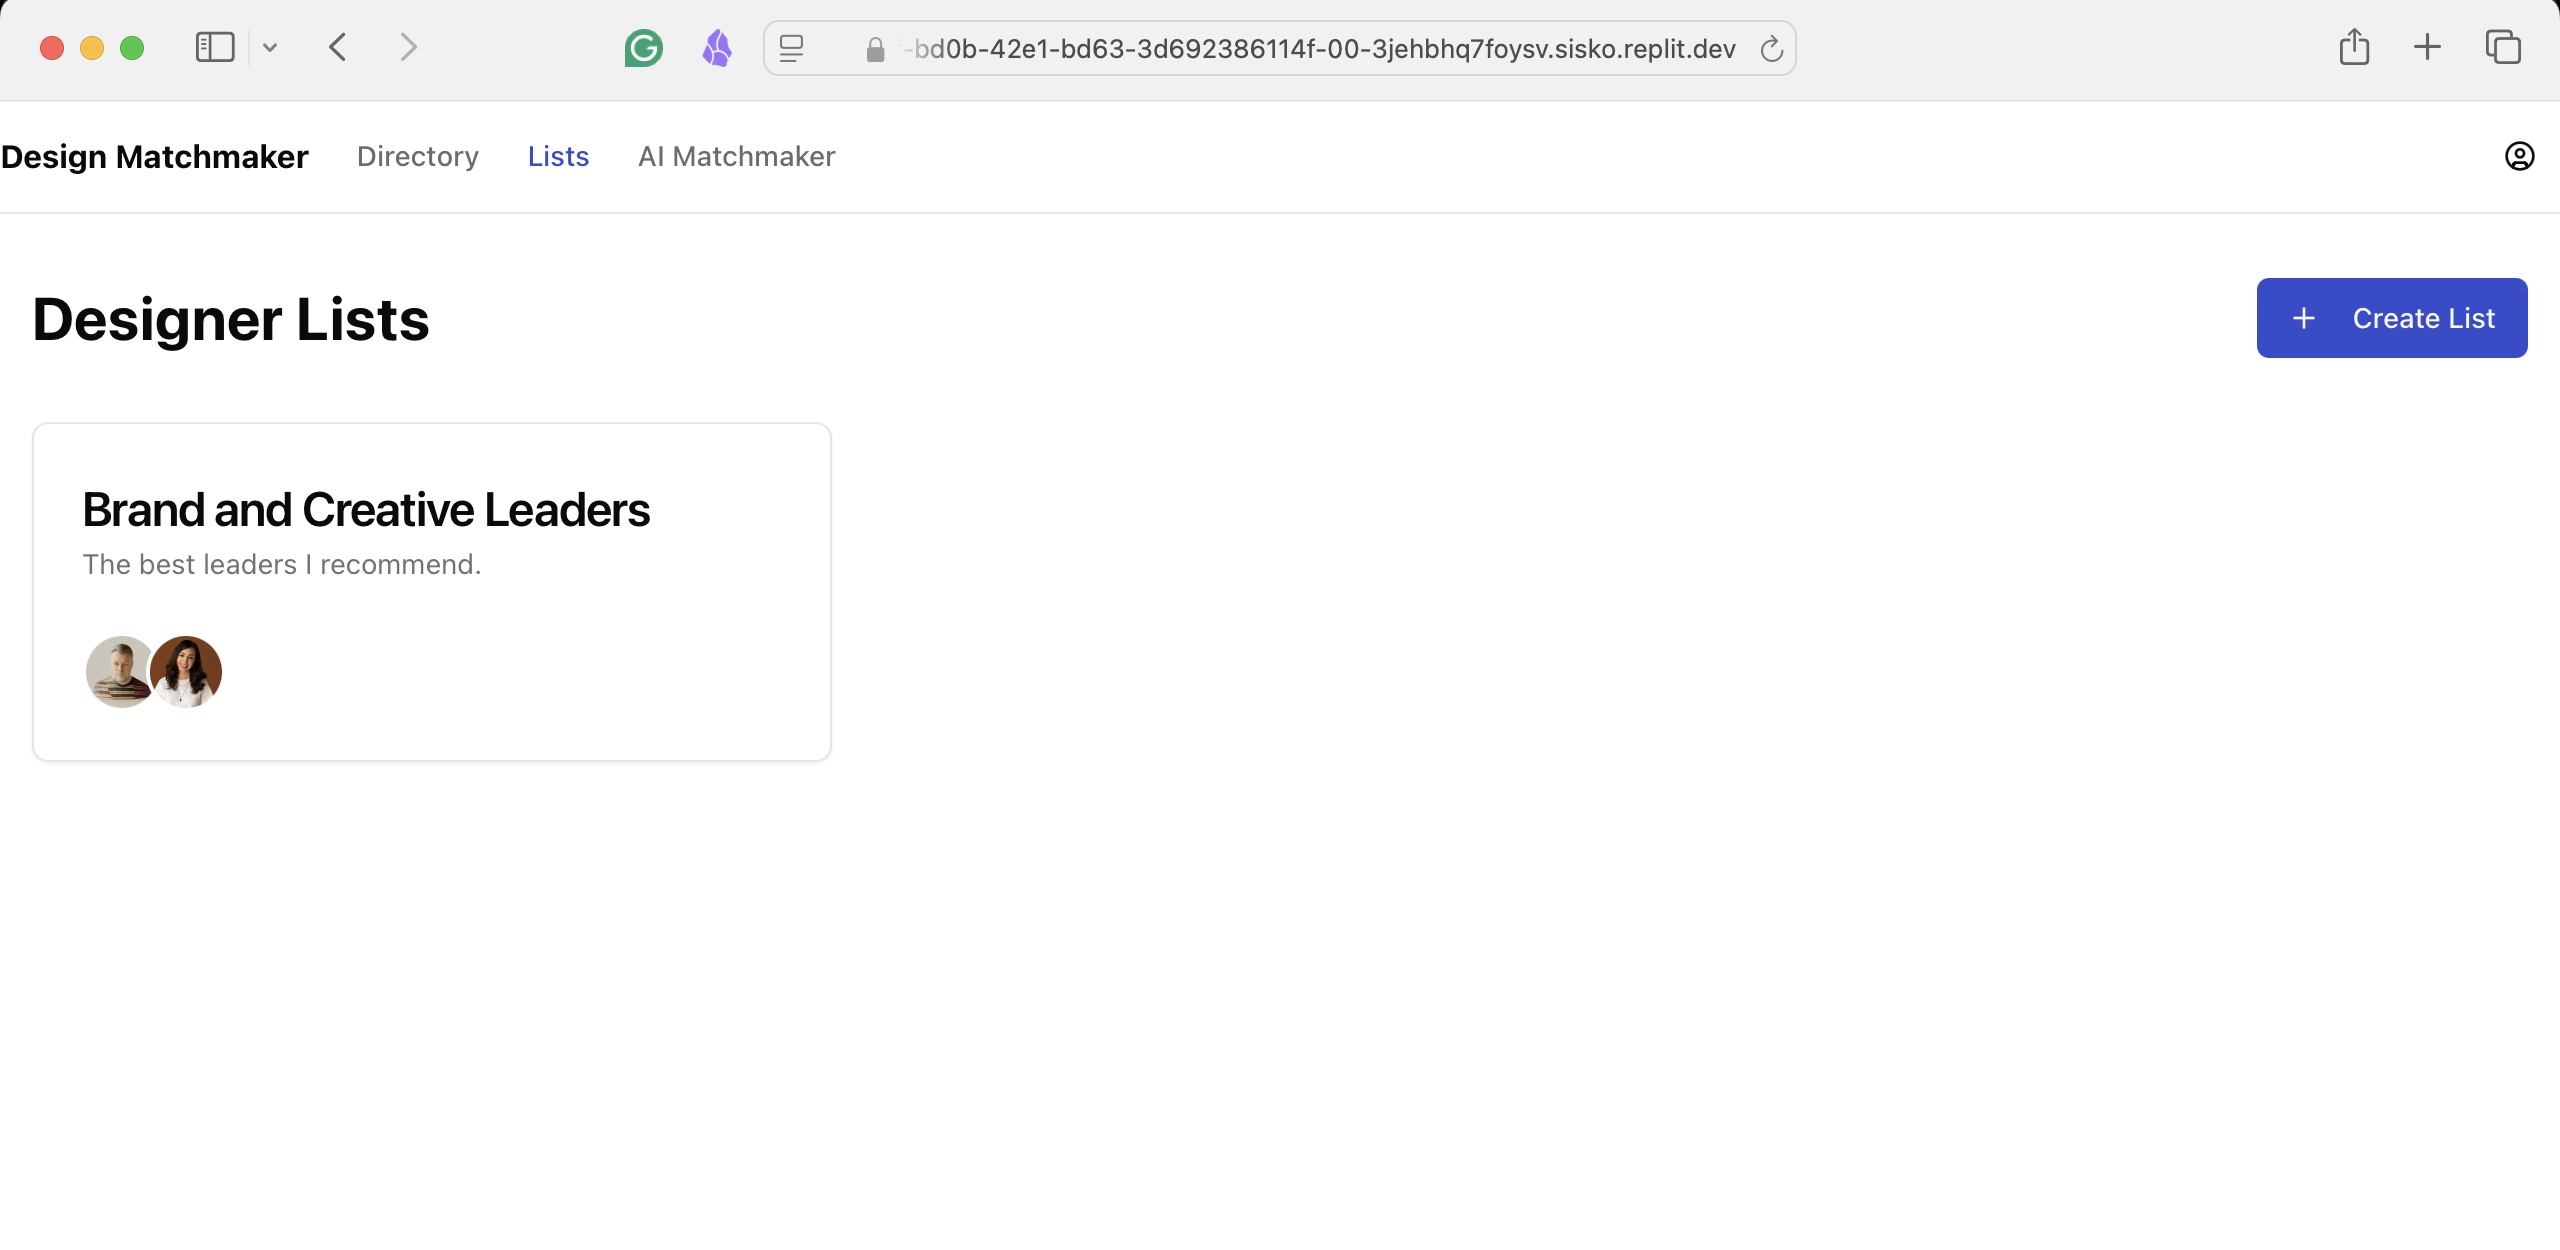 -bd0b-42e1-bd63-3d692386114f-00-3jehbhq7foysv.sisko.replit.dev
Design Matchmaker Directory Lists AI Matchmaker
Designer Lists
+ Create List
Brand and Creative Leaders
The best leaders I recommend.